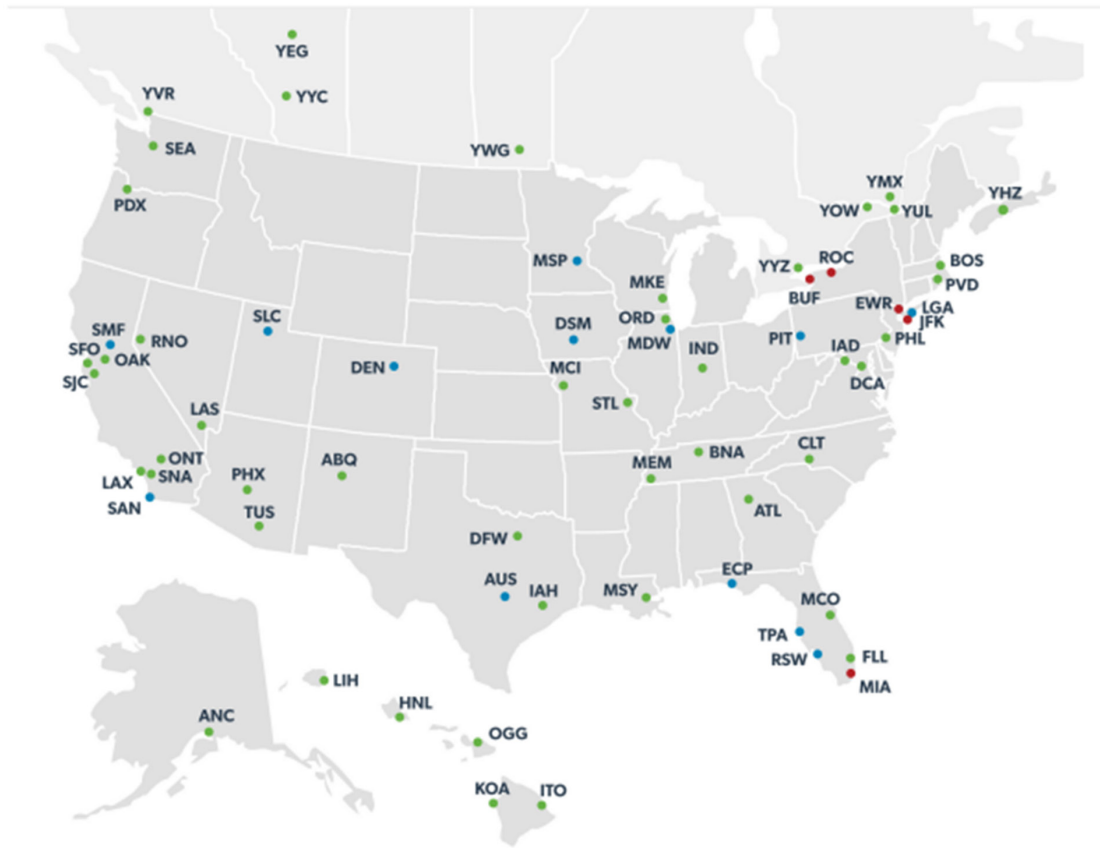 YEG
YVR
YYC
SEA
YWG
YMX
YHZ
PDX
YOW
YUL
MSP
YYZ
ROC
BOS
MKE
PVD
BUF
EWR
LGA
SLC
ORD
DSM
JFK
SMF
RNO
MDW
PIT
PHL
SFO
OAK
IND
IAD
DEN
MCI
SJC
DCA
STL
LAS
CLT
ONT
ABQ
BNA
LAX
SNA
PHX
MEM
SAN
TUS
ATL
DFW
ECP
AUS
IAH
MSY
MCO
TPA
RSW
FLL
LIH
MIA
HNL
ANC
OGG
KOA
ITO